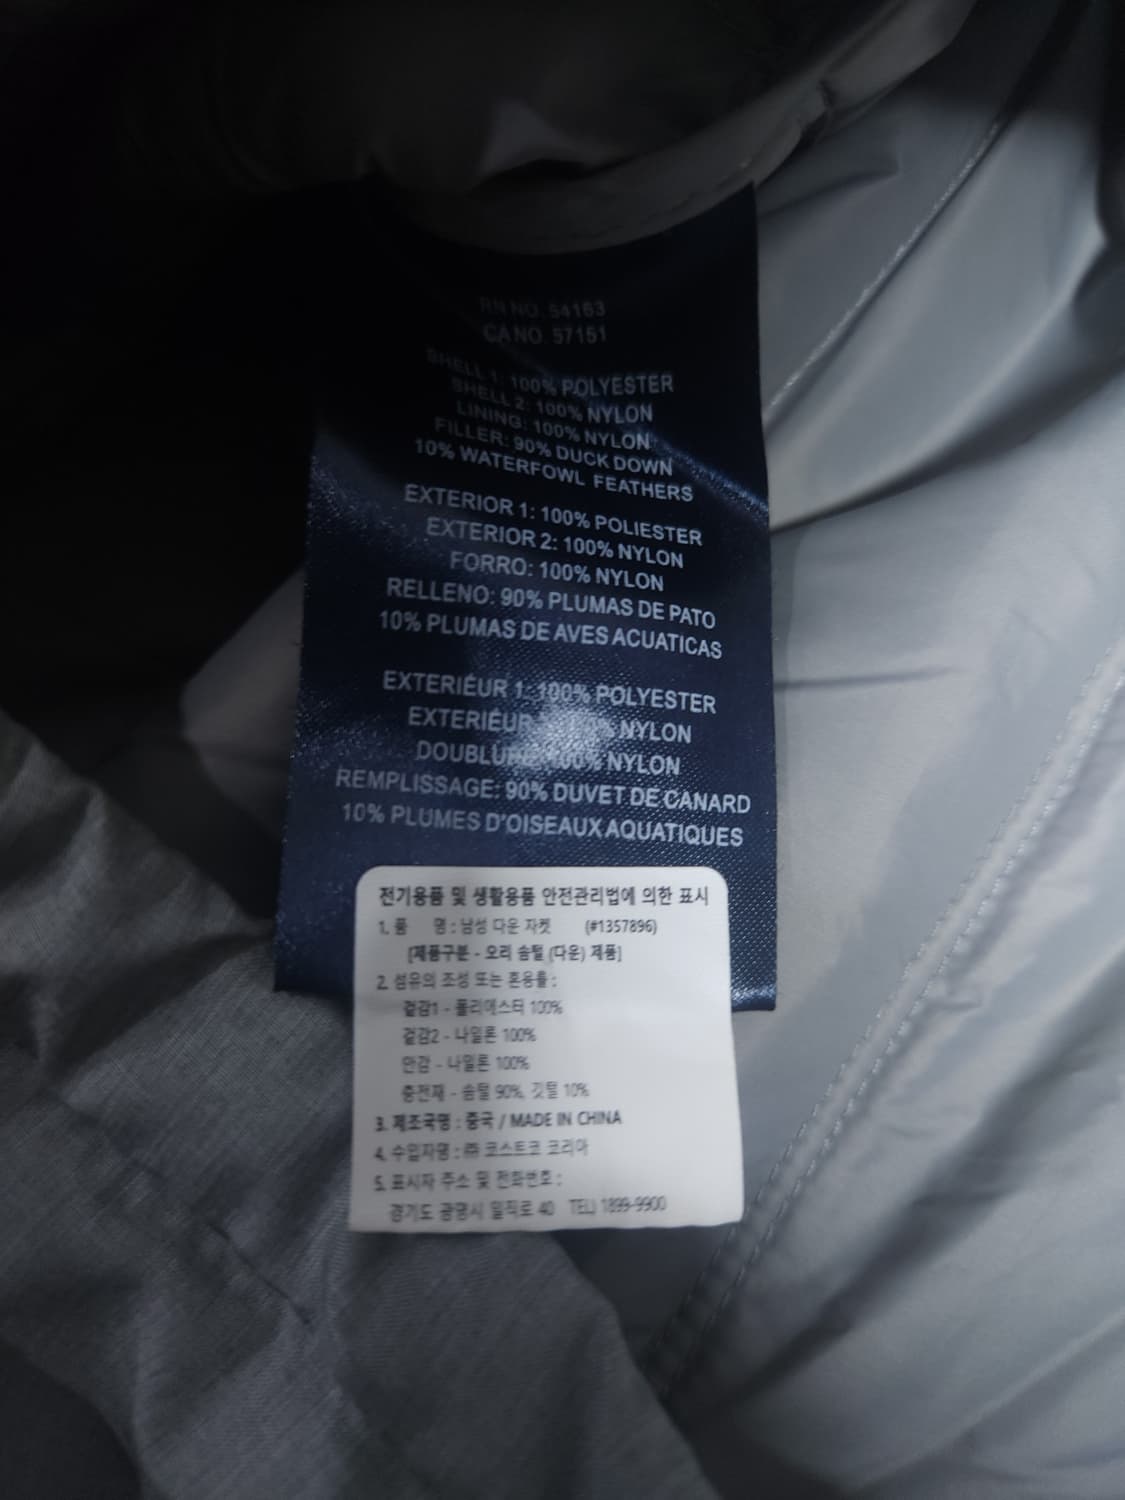 RN NO. 54163
CA NO. 57151
SHELL 1: 100% POLYESTER
SHELL 2: 100% NYLON
LINING: 100% NYLON
FILLER: 90% DUCK DOWN
10% WATERFOWL FEATHERS
EXTERIOR 1: 100% POLIESTER
EXTERIOR 2: 100% NYLON
FORRO: 100% NYLON
RELLENO: 90% PLUMAS DE PATO
10% PLUMAS DE AVES ACUATICAS
EXTERIEUR 1: 100% POLYESTER
EXTERIEUR NYLON
100% NYLON
REMPLISSAGE: 90% DUVET DE CANARD
10% PLUMES D'OISEAUX AQUATIQUES
전기용품 및 생활용품 안전관리법에 의한 표시
1. 품 명 : 남성 다운 자켓 (#1357896)
[제품구분 - 오리 솜털 (다운) 제품]
2. 섬유의 조성 또는 혼용률 :
겉감1 - 폴리에스터 100%
겉감2 - 나일론 100%
안감 - 나일론 100%
충전재 - 솜털 90%, 깃털 10%
3. 제조국명 : 중국 / MADE IN CHINA
4. 수입자명 : ㈜ 코스트코 코리아
5. 표시자 주소 및 전화번호 :
경기도 광명시 일직로 40 TEL) 1899-9900